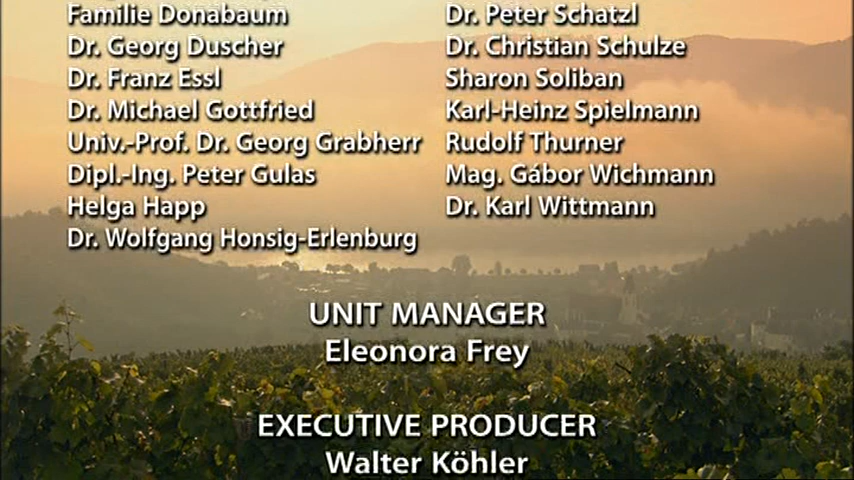 Familie Donabaum
Dr. Georg Duscher
Dr. Franz Essl
Dr. Michael Gottfried
Univ.-Prof. Dr. Georg Grabherr
Dipl.-Ing. Peter Gulas
Helga Happ
Dr. Wolfgang Honsig-Erlenburg
Dr. Peter Schatzl
Dr. Christian Schulze
Sharon Soliban
Karl-Heinz Spielmann
Rudolf Thurner
Mag. Gábor Wichmann
Dr. Karl Wittmann
UNIT MANAGER
Eleonora Frey
EXECUTIVE PRODUCER
Walter Köhler